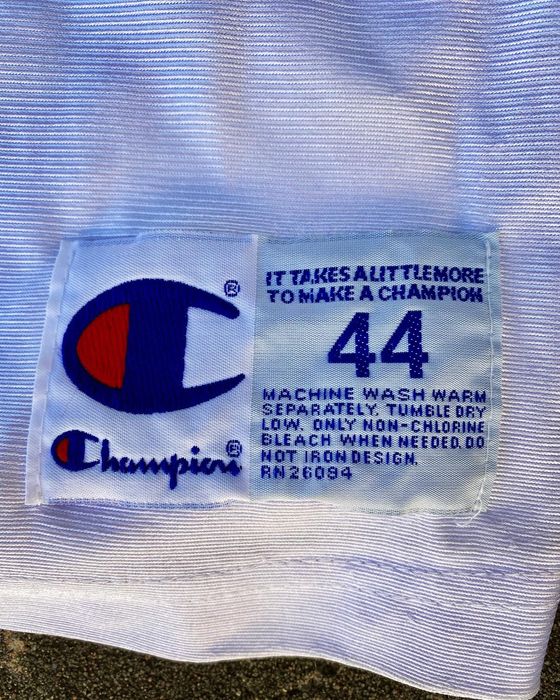 ®
IT TAKES A LITTLE MORE
TO MAKE A CHAMPION
44
MACHINE WASH WARM
SEPARATELY. TUMBLE DRY
LOW. ONLY NON-CHLORINE
BLEACH WHEN NEEDED. DO
NOT IRON DESIGN.
RN26094
Champion®